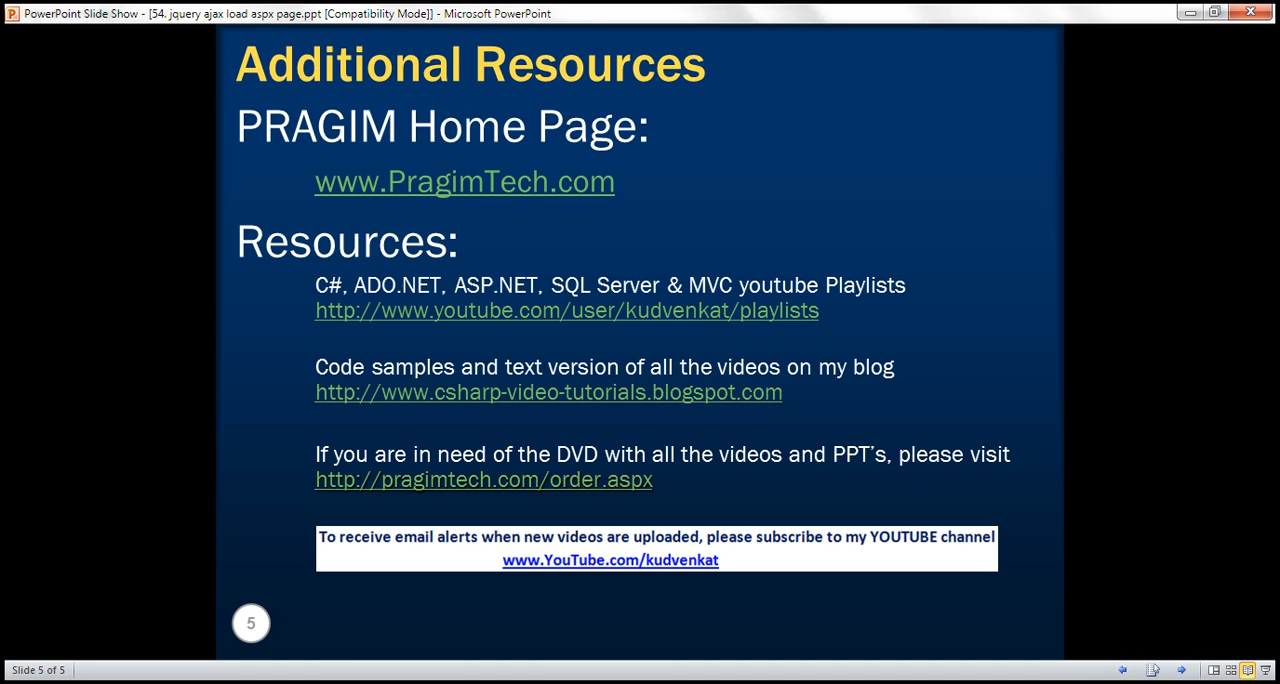 PowerPoint Slide Show - [54. jquery ajax load aspx page.ppt [Compatibility Mode]] - Microsoft PowerPoint
Additional Resources
PRAGIM Home Page:
www.PragimTech.com
Resources:
C#, ADO.NET, ASP.NET, SQL Server & MVC youtube Playlists
http://www.youtube.com/user/kudvenkat/playlists
Code samples and text version of all the videos on my blog
http://www.csharp-video-tutorials.blogspot.com
If you are in need of the DVD with all the videos and PPT’s, please visit
http://pragimtech.com/order.aspx
To receive email alerts when new videos are uploaded, please subscribe to my YOUTUBE channel
www.YouTube.com/kudvenkat
5
Slide 5 of 5